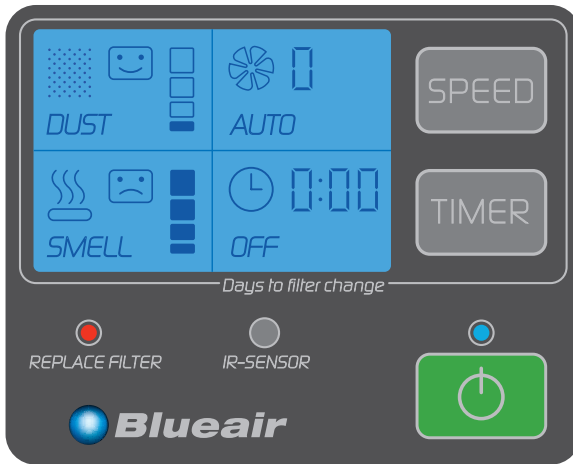 DUST
0
AUTO
SPEED
SMELL
0:00
OFF
TIMER
Days to filter change
REPLACE FILTER
IR-SENSOR
Blueair